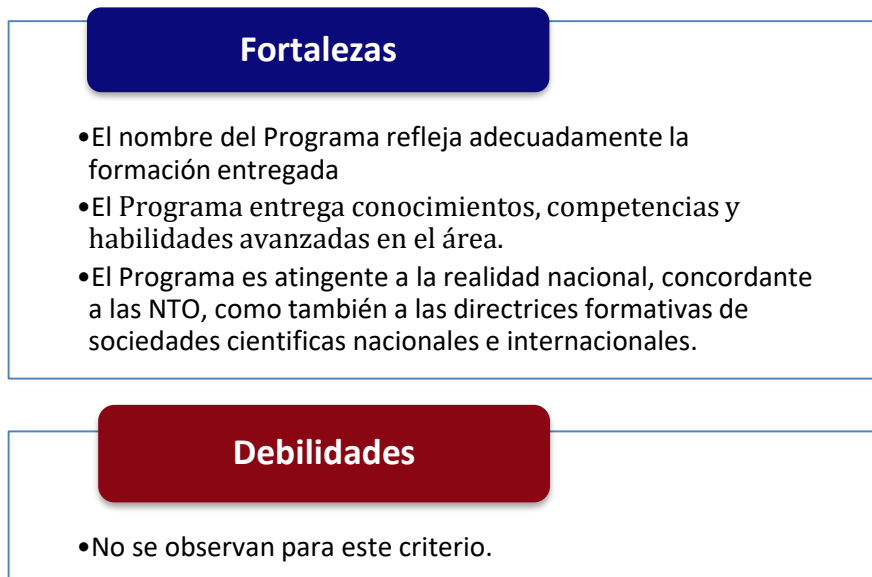 Fortalezas
•El nombre del Programa refleja adecuadamente la
formación entregada
•El Programa entrega conocimientos, competencias y
habilidades avanzadas en el área.
•El Programa es atingente a la realidad nacional, concordante
a las NTO, como también a las directrices formativas de
sociedades cientificas nacionales e internacionales.
Debilidades
•No se observan para este criterio.